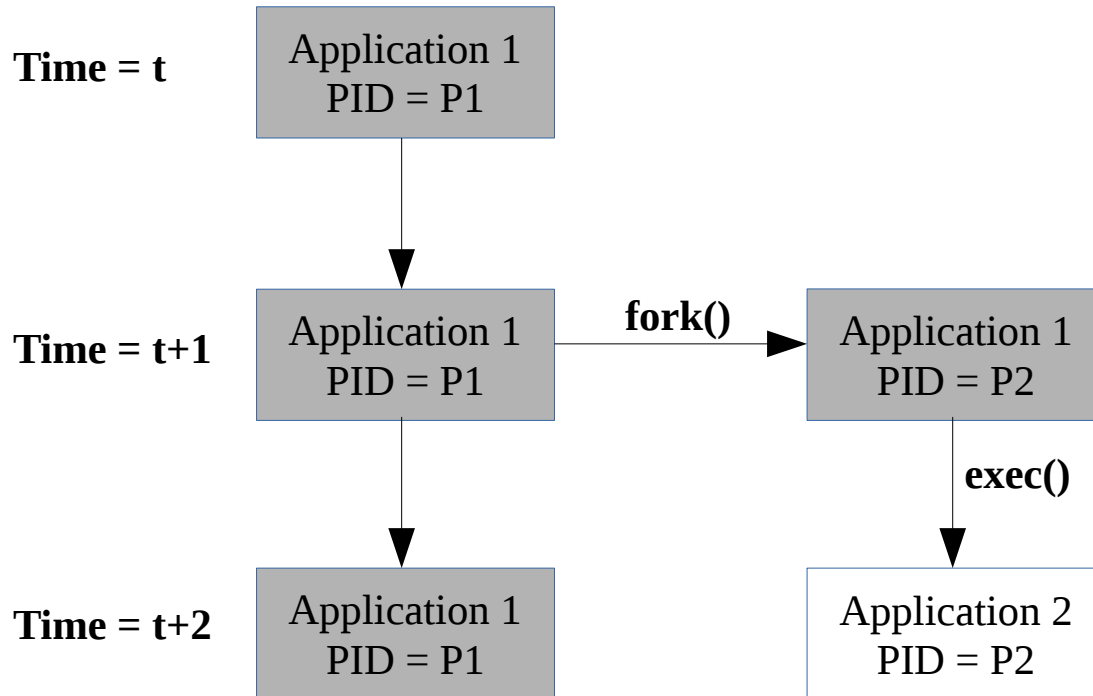 Time = t
Application 1
PID = P1
Time = t+1
Application 1
PID = P1
fork()
Application 1
PID = P2
exec()
Time = t+2
Application 1
PID = P1
Application 2
PID = P2